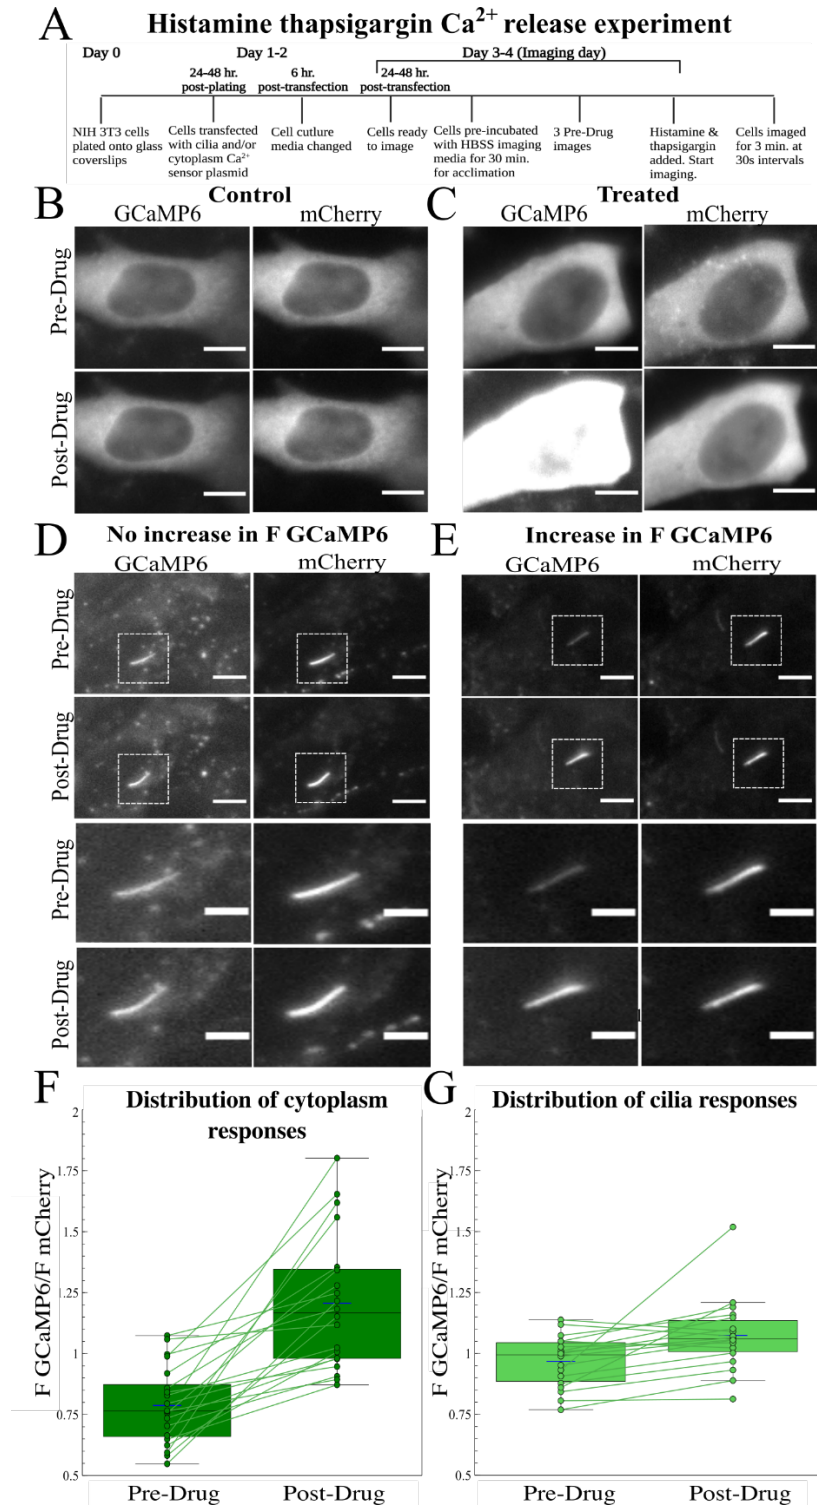 A Histamine thapsigargin Ca²⁺ release experiment
Day 0 Day 1-2 Day 3-4 (Imaging day)
24-48 hr. post-plating
6 hr. post-transfection
24-48 hr. post-transfection
NIH 3T3 cells
plated onto glass
coverslips
Cells transfected
with cilia and/or
cytoplasm Ca²⁺
sensor plasmid
Cell cutlure
media changed
Cells ready
to image
Cells pre-incubated
with HBSS imaging
media for 30 min.
for acclimation
3 Pre-Drug
images
Histamine &
thapsigargin
added. Start
imaging.
Cells imaged
for 3 min. at
30s intervals
B Control
GCaMP6 mCherry
Pre-Drug
Post-Drug
C Treated
GCaMP6 mCherry
D No increase in F GCaMP6
GCaMP6 mCherry
Pre-Drug
Post-Drug
Pre-Drug
Post-Drug
E Increase in F GCaMP6
GCaMP6 mCherry
F Distribution of cytoplasm
responses
F GCaMP6/F mCherry
2
1.75
1.5
1.25
1
0.75
0.5
Pre-Drug Post-Drug
G Distribution of cilia responses
F GCaMP6/F mCherry
2
1.75
1.5
1.25
1
0.75
0.5
Pre-Drug Post-Drug